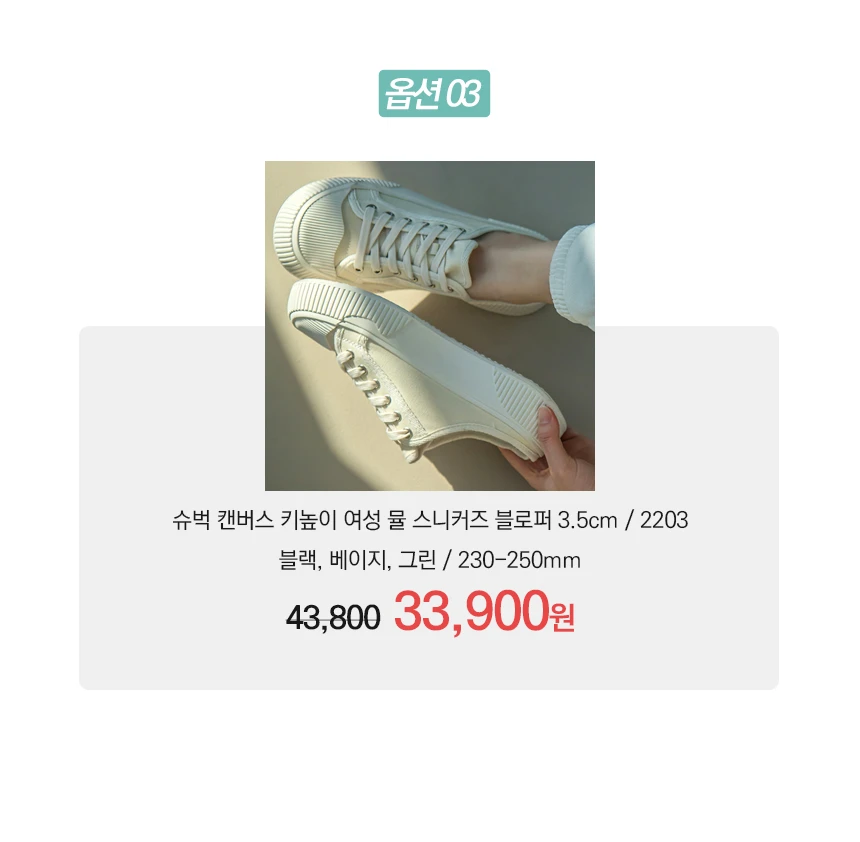 옵션 03
슈벅 캔버스 키높이 여성 뮬 스니커즈 블로퍼 3.5cm / 2203
블랙, 베이지, 그린 / 230-250mm
43,800 33,900원